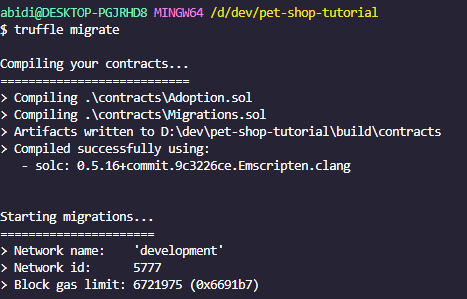 abidi@DESKTOP-PGJRHD8 MINGW64 /d/dev/pet-shop-tutorial
$ truffle migrate
Compiling your contracts...
===========================
> Compiling .\contracts\Adoption.sol
> Compiling .\contracts\Migrations.sol
> Artifacts written to D:\dev\pet-shop-tutorial\build\contracts
> Compiled successfully using:
   - solc: 0.5.16+commit.9c3226ce.Emscripten.clang
Starting migrations...
======================
> Network name:    'development'
> Network id:      5777
> Block gas limit: 6721975 (0x6691b7)